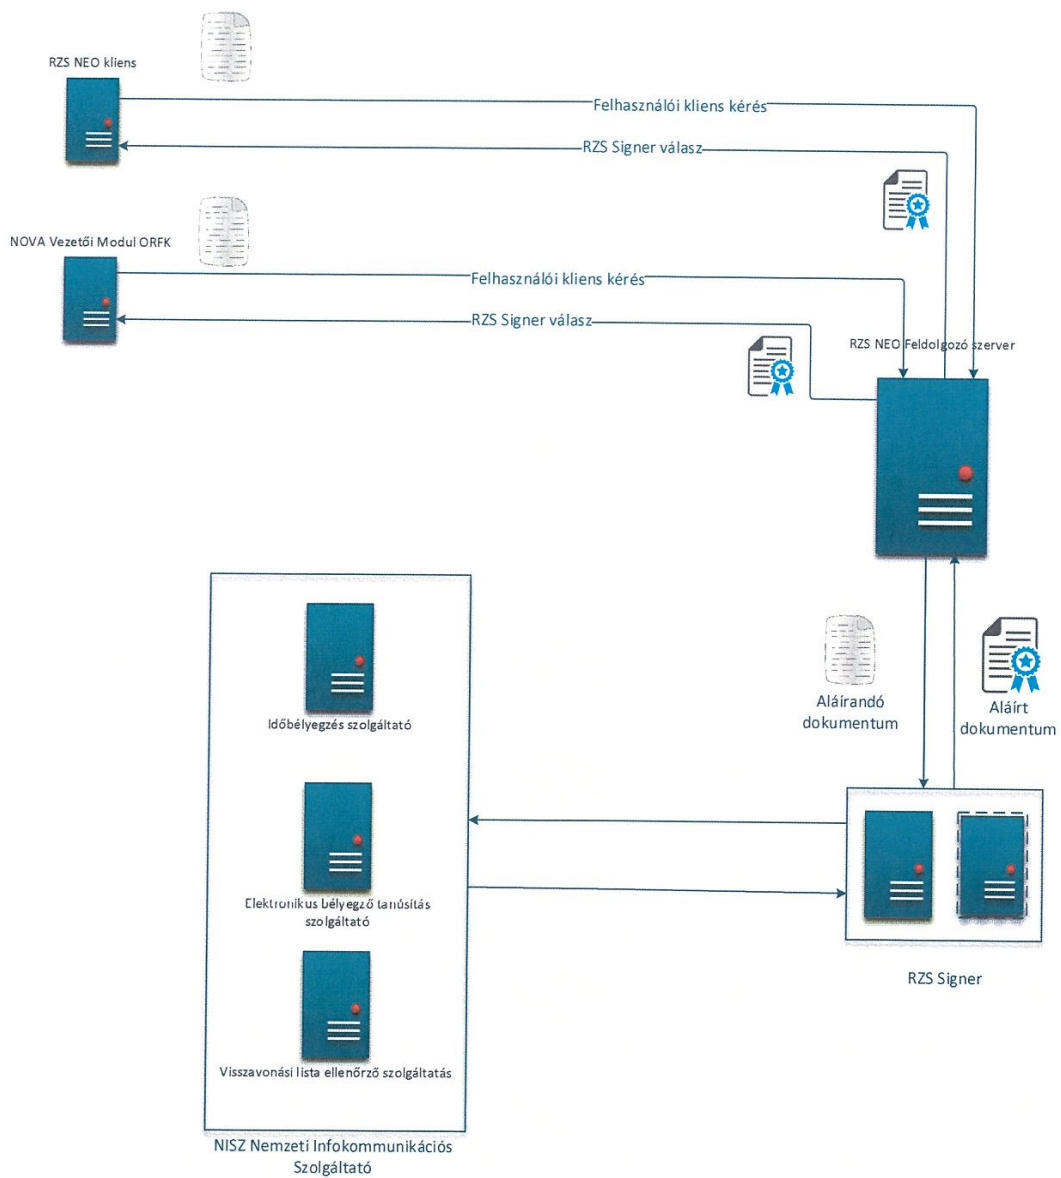 RZS NEO kliens
Felhasználói kliens kérés
RZS Signer válasz
NOVA Vezetői Modul ORFK
Felhasználói kliens kérés
RZS Signer válasz
RZS NEO Feldolgozó szerver
Aláírandó
dokumentum
Aláírt
dokumentum
Időbélyegzés szolgáltató
Elektronikus bélyegző tanúsítás
szolgáltató
Visszavonási lista ellenőrző szolgáltatás
RZS Signer
NISZ Nemzeti Infokommunikációs
Szolgáltató